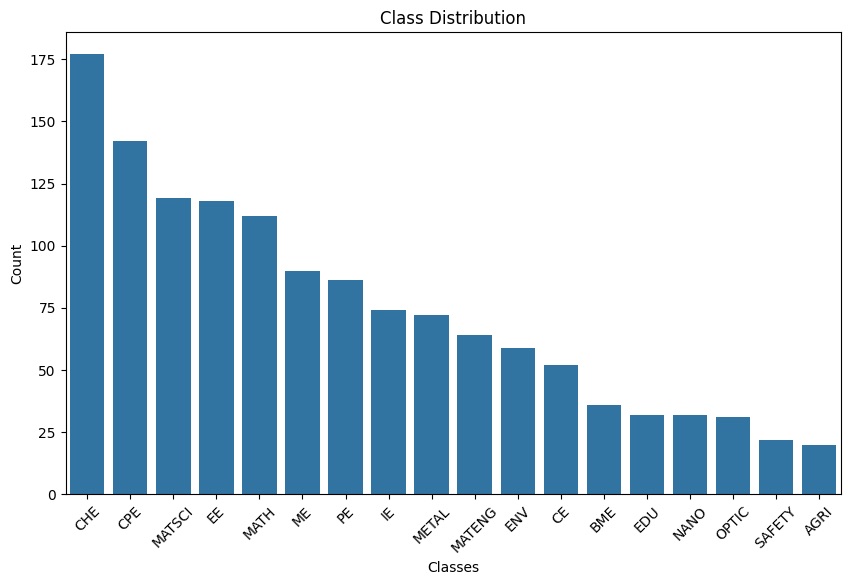 Class Distribution
Count
175
150
125
100
75
50
25
0
CHE CPE MATSCI EE MATH ME PE IE METAL MATENG ENV CE BME EDU NANO OPTIC SAFETY AGRI
Classes